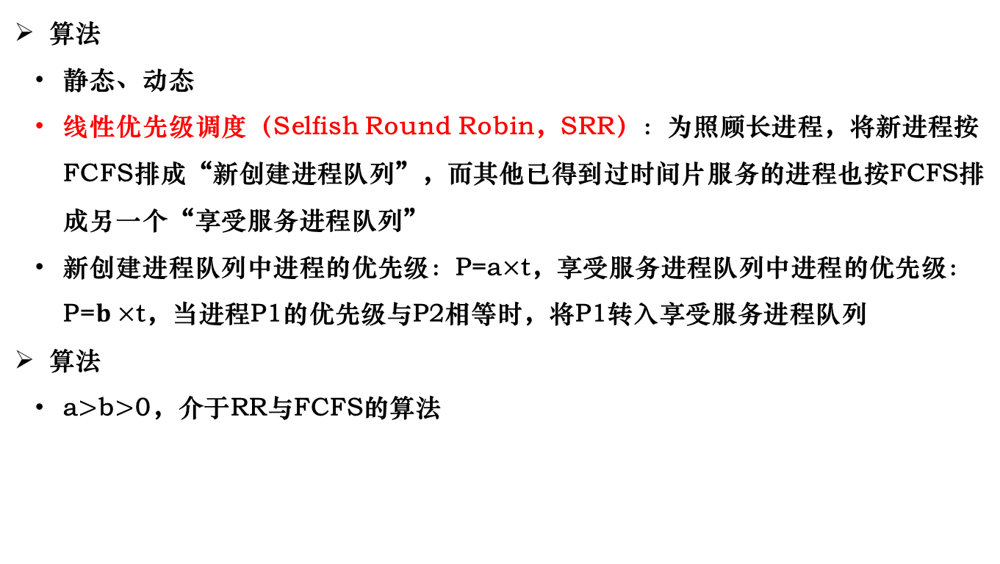 ➢ 算法
• 静态、动态
• 线性优先级调度（Selfish Round Robin，SRR）：为照顾长进程，将新进程按
FCFS排成“新创建进程队列”，而其他已得到过时间片服务的进程也按FCFS排
成另一个“享受服务进程队列”
• 新创建进程队列中进程的优先级：P=a×t，享受服务进程队列中进程的优先级：
P=b ×t，当进程P1的优先级与P2相等时，将P1转入享受服务进程队列
➢ 算法
• a>b>0，介于RR与FCFS的算法